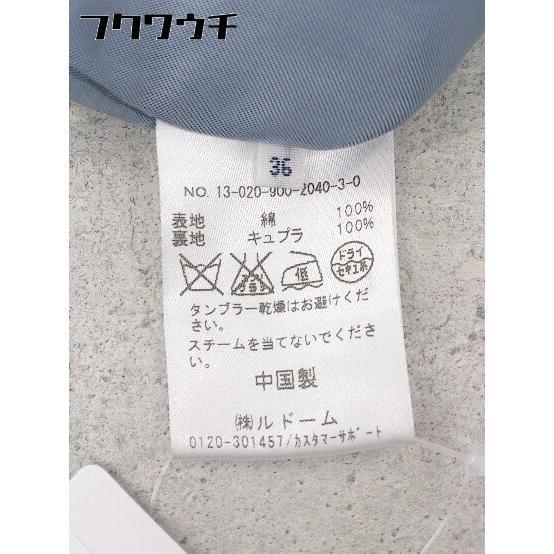 フクワウチ
36
NO. 13-020-900-2040-3-0
表地 綿 100%
裏地 キュプラ 100%
低
ドライ
セキユ系
タンブラー乾燥はお避けくだ
さい。
スチームを当てないでくださ
い。
中国製
(株)ルドーム
0120-301457/カスタマーサポート